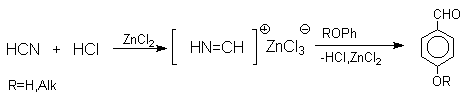 HCN + HCl ZnCl₂ [ HN=CH ]⊕ ZnCl₃⊖ ROPh -HCl,ZnCl₂ CHO OR
R=H,Alk